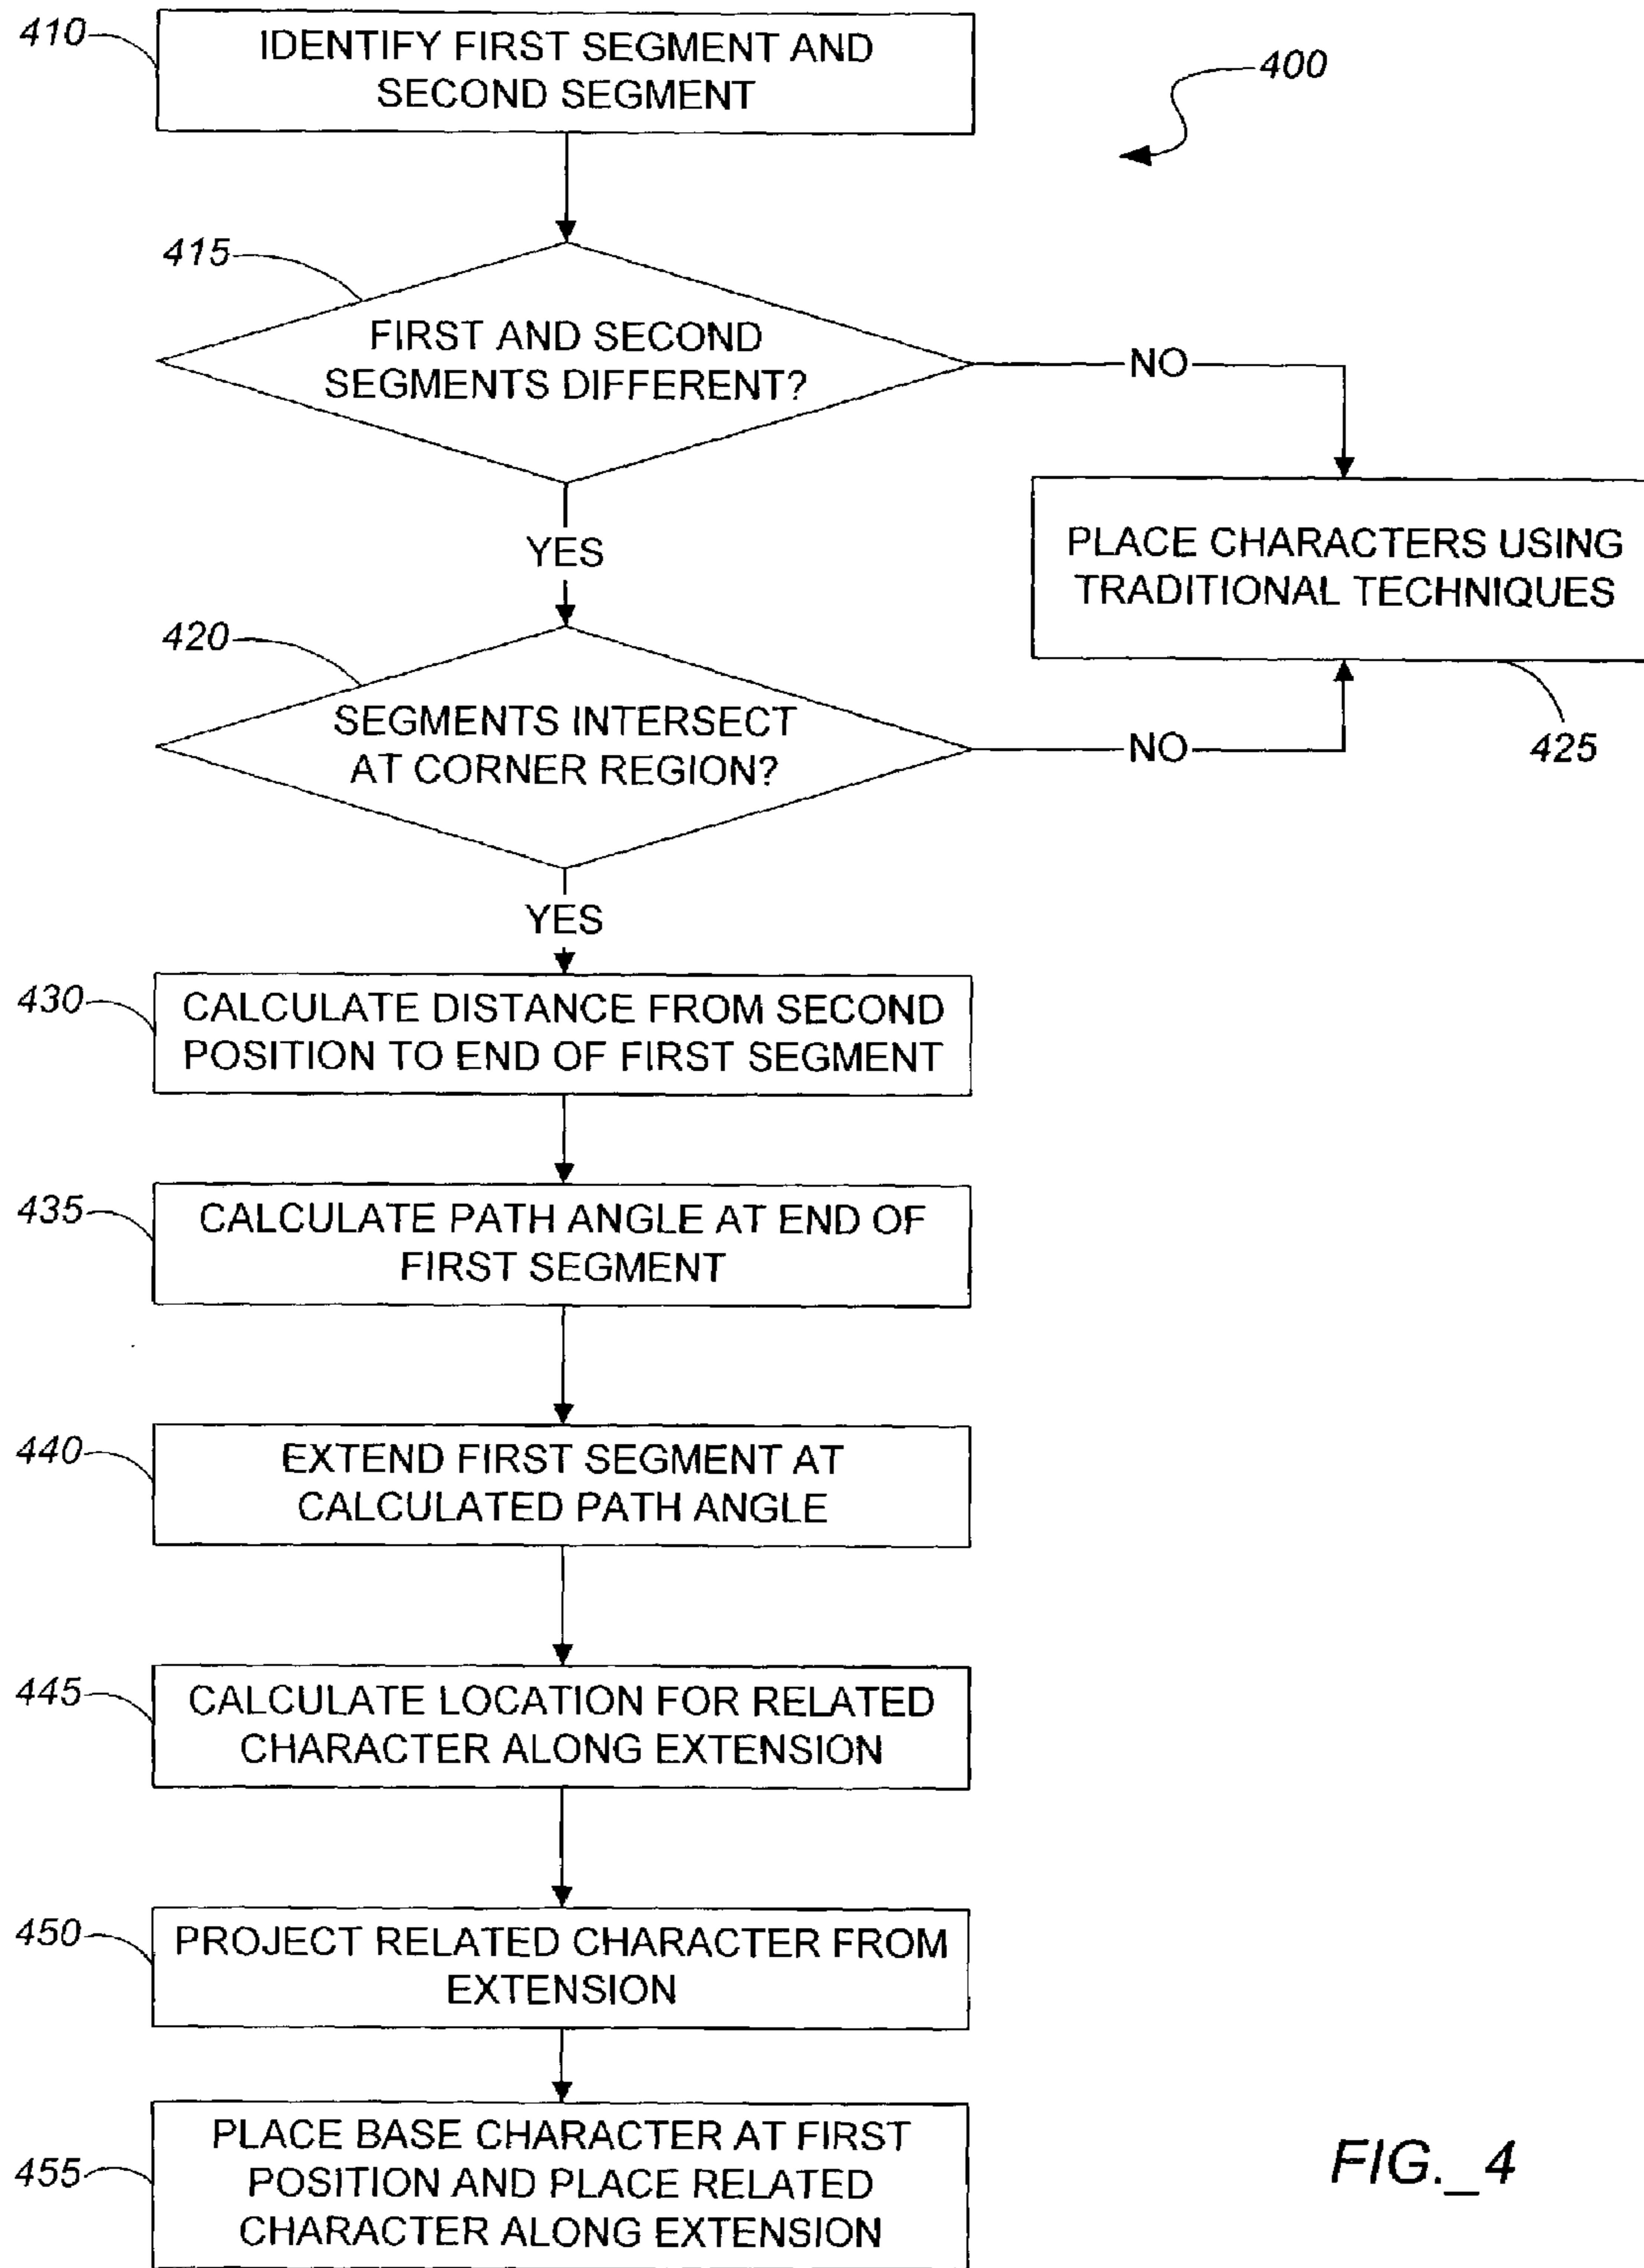 410
IDENTIFY FIRST SEGMENT AND
SECOND SEGMENT
400
415
FIRST AND SECOND
SEGMENTS DIFFERENT?
NO
YES
PLACE CHARACTERS USING
TRADITIONAL TECHNIQUES
425
420
SEGMENTS INTERSECT
AT CORNER REGION?
NO
YES
430
CALCULATE DISTANCE FROM SECOND
POSITION TO END OF FIRST SEGMENT
435
CALCULATE PATH ANGLE AT END OF
FIRST SEGMENT
440
EXTEND FIRST SEGMENT AT
CALCULATED PATH ANGLE
445
CALCULATE LOCATION FOR RELATED
CHARACTER ALONG EXTENSION
450
PROJECT RELATED CHARACTER FROM
EXTENSION
455
PLACE BASE CHARACTER AT FIRST
POSITION AND PLACE RELATED
CHARACTER ALONG EXTENSION
FIG._4